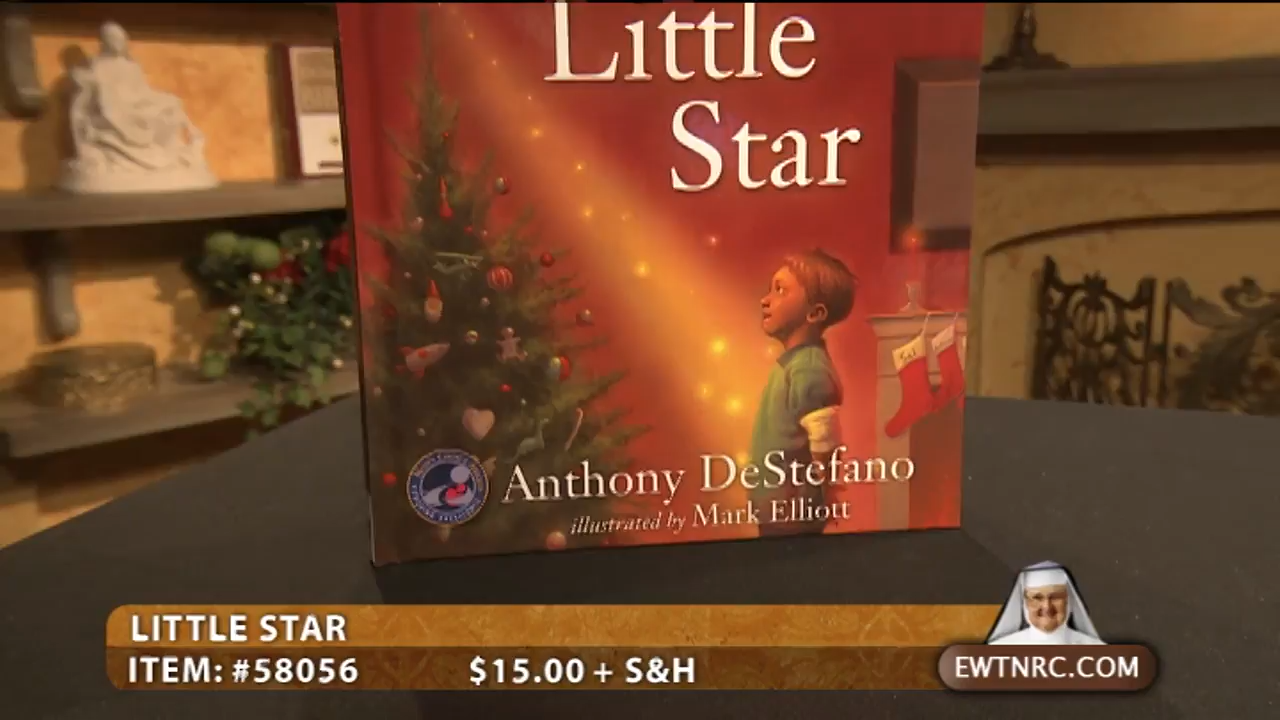 Little
Star
Anthony DeStefano
illustrated by Mark Elliott
LITTLE STAR
ITEM: #58056 $15.00 + S&H
EWTNRC.COM